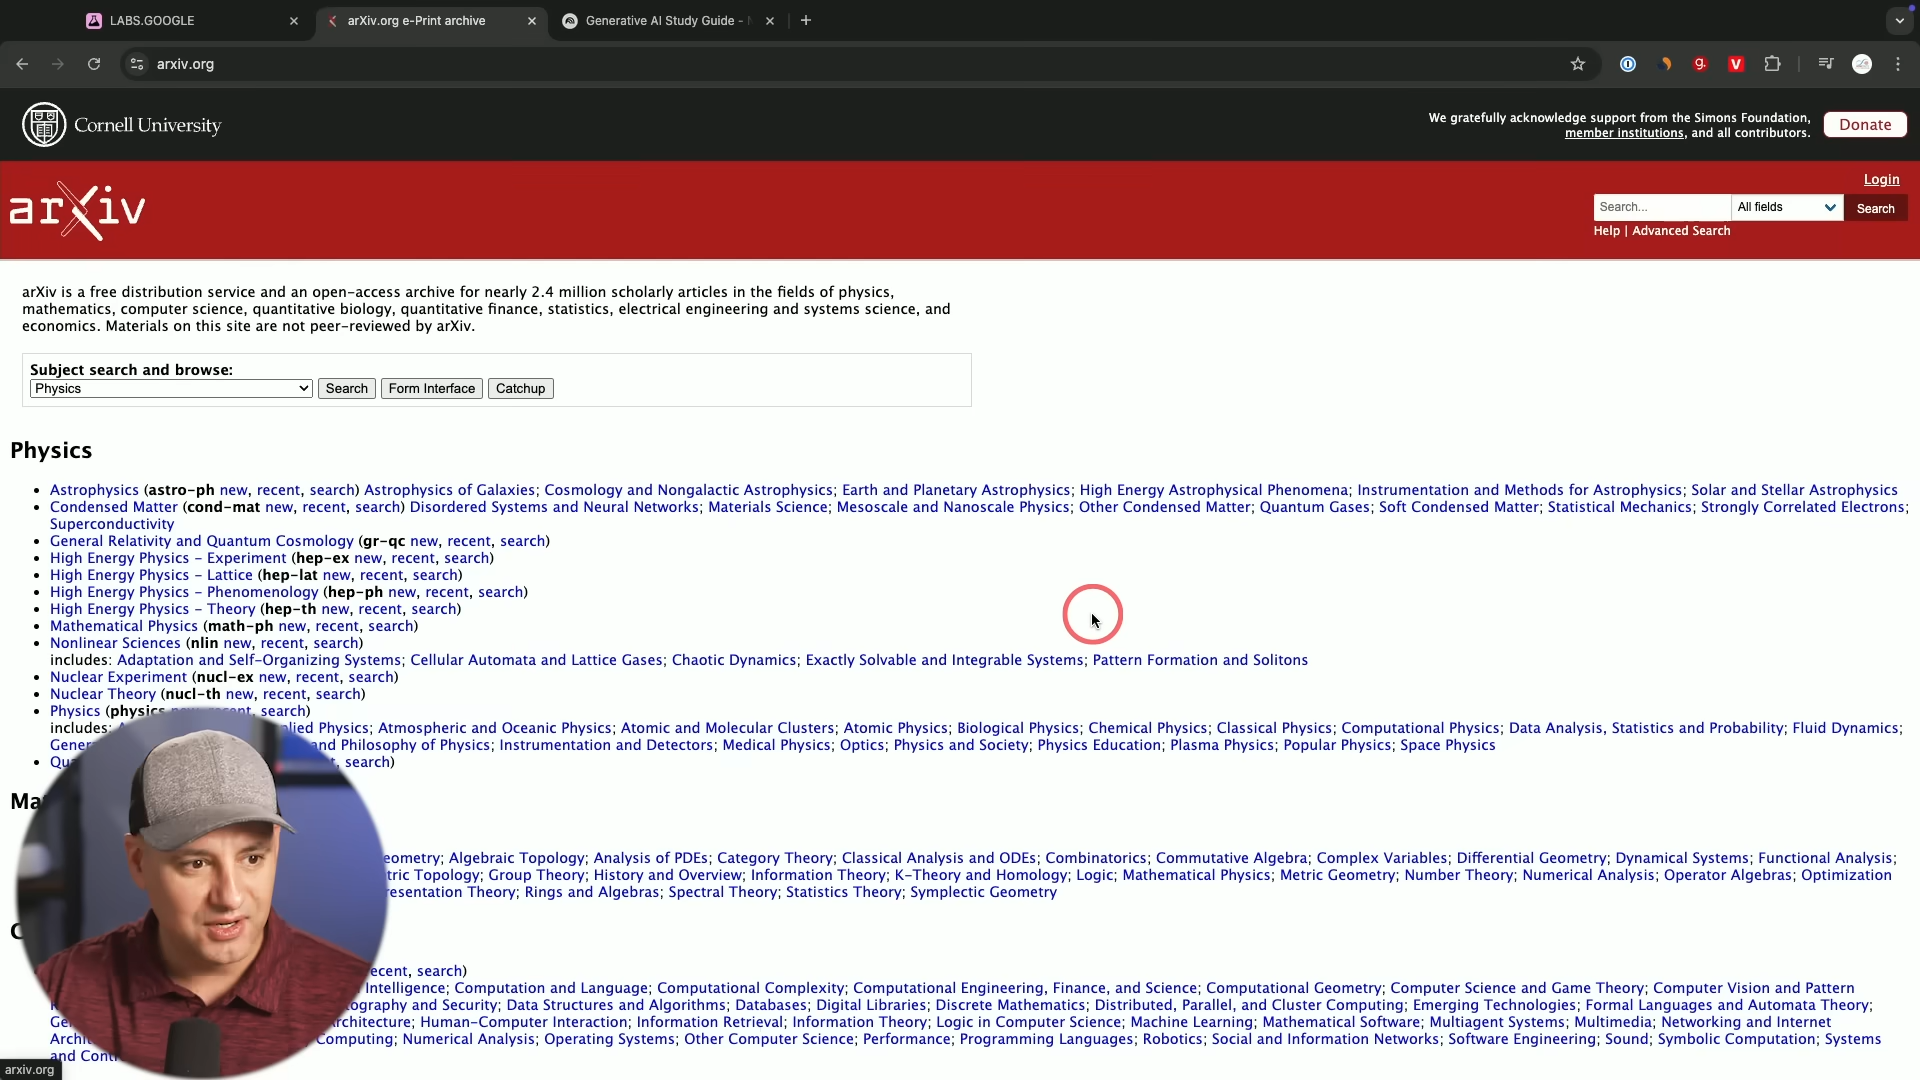 LABS.GOOGLE
arXiv.org e-Print archive
Generative AI Study Guide -
arxiv.org
Cornell University
We gratefully acknowledge support from the Simons Foundation,
member institutions, and all contributors.
Donate
arXiv
Login
Search...
All fields
Search
Help | Advanced Search
arXiv is a free distribution service and an open-access archive for nearly 2.4 million scholarly articles in the fields of physics,
mathematics, computer science, quantitative biology, quantitative finance, statistics, electrical engineering and systems science, and
economics. Materials on this site are not peer-reviewed by arXiv.
Subject search and browse:
Physics
Search
Form Interface
Catchup
Physics
Astrophysics (astro-ph new, recent, search) Astrophysics of Galaxies; Cosmology and Nongalactic Astrophysics; Earth and Planetary Astrophysics; High Energy Astrophysical Phenomena; Instrumentation and Methods for Astrophysics; Solar and Stellar Astrophysics
Condensed Matter (cond-mat new, recent, search) Disordered Systems and Neural Networks; Materials Science; Mesoscale and Nanoscale Physics; Other Condensed Matter; Quantum Gases; Soft Condensed Matter; Statistical Mechanics; Strongly Correlated Electrons;
Superconductivity
General Relativity and Quantum Cosmology (gr-qc new, recent, search)
High Energy Physics - Experiment (hep-ex new, recent, search)
High Energy Physics - Lattice (hep-lat new, recent, search)
High Energy Physics - Phenomenology (hep-ph new, recent, search)
High Energy Physics - Theory (hep-th new, recent, search)
Mathematical Physics (math-ph new, recent, search)
Nonlinear Sciences (nlin new, recent, search)
includes: Adaptation and Self-Organizing Systems; Cellular Automata and Lattice Gases; Chaotic Dynamics; Exactly Solvable and Integrable Systems; Pattern Formation and Solitons
Nuclear Experiment (nucl-ex new, recent, search)
Nuclear Theory (nucl-th new, recent, search)
Physics (physics new, recent, search)
includes: Physics; Atmospheric and Oceanic Physics; Atomic and Molecular Clusters; Atomic Physics; Biological Physics; Chemical Physics; Classical Physics; Computational Physics; Data Analysis, Statistics and Probability; Fluid Dynamics;
and Philosophy of Physics; Instrumentation and Detectors; Medical Physics; Optics; Physics and Society; Physics Education; Plasma Physics; Popular Physics; Space Physics
search)
Algebraic Topology; Analysis of PDEs; Category Theory; Classical Analysis and ODEs; Combinatorics; Commutative Algebra; Complex Variables; Differential Geometry; Dynamical Systems; Functional Analysis;
Topology; Group Theory; History and Overview; Information Theory; K-Theory and Homology; Logic; Mathematical Physics; Metric Geometry; Number Theory; Numerical Analysis; Operator Algebras; Optimization
Theory; Rings and Algebras; Spectral Theory; Statistics Theory; Symplectic Geometry
search)
Intelligence; Computation and Language; Computational Complexity; Computational Engineering, Finance, and Science; Computational Geometry; Computer Science and Game Theory; Computer Vision and Pattern
and Security; Data Structures and Algorithms; Databases; Digital Libraries; Discrete Mathematics; Distributed, Parallel, and Cluster Computing; Emerging Technologies; Formal Languages and Automata Theory;
Human-Computer Interaction; Information Retrieval; Information Theory; Logic in Computer Science; Machine Learning; Mathematical Software; Multiagent Systems; Multimedia; Networking and Internet
Computing; Numerical Analysis; Operating Systems; Other Computer Science; Performance; Programming Languages; Robotics; Social and Information Networks; Software Engineering; Sound; Symbolic Computation; Systems
and
arxiv.org